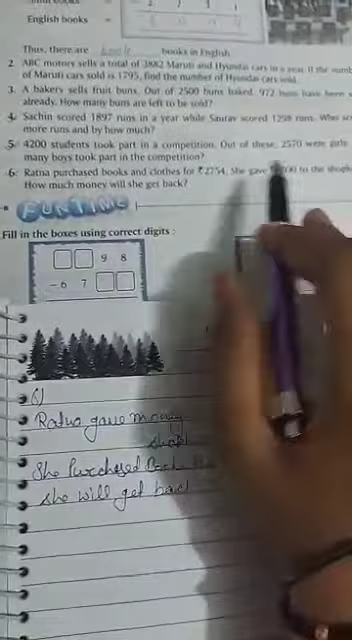 English books =
Thus, there are books in English
2. ABC motors sells a total of 3882 Maruti and Hyundai cars in a year. If the
of Maruti cars sold is 1795, find the number of Hyundai cars sold.
3. A bakery sells fruit buns. Out of 2500 buns baked, 972 buns have been
already. How many buns are left to be sold?
4. Sachin scored 1897 runs in a year while Saurav scored 1298 runs. Who
more runs and by how much?
5. 4200 students took part in a competition. Out of these, 2570 were girls.
many boys took part in the competition?
6. Ratna purchased books and clothes for ₹2754. She gave to the
How much money will she get back?
FUN TIME
Fill in the boxes using correct digits :
9 8
– 6 7
6)
Ratna gave money
She Purchased
she will get back